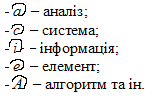 - а – аналіз;
- с – система;
- і – інформація;
- е – елемент;
- А – алгоритм та ін.